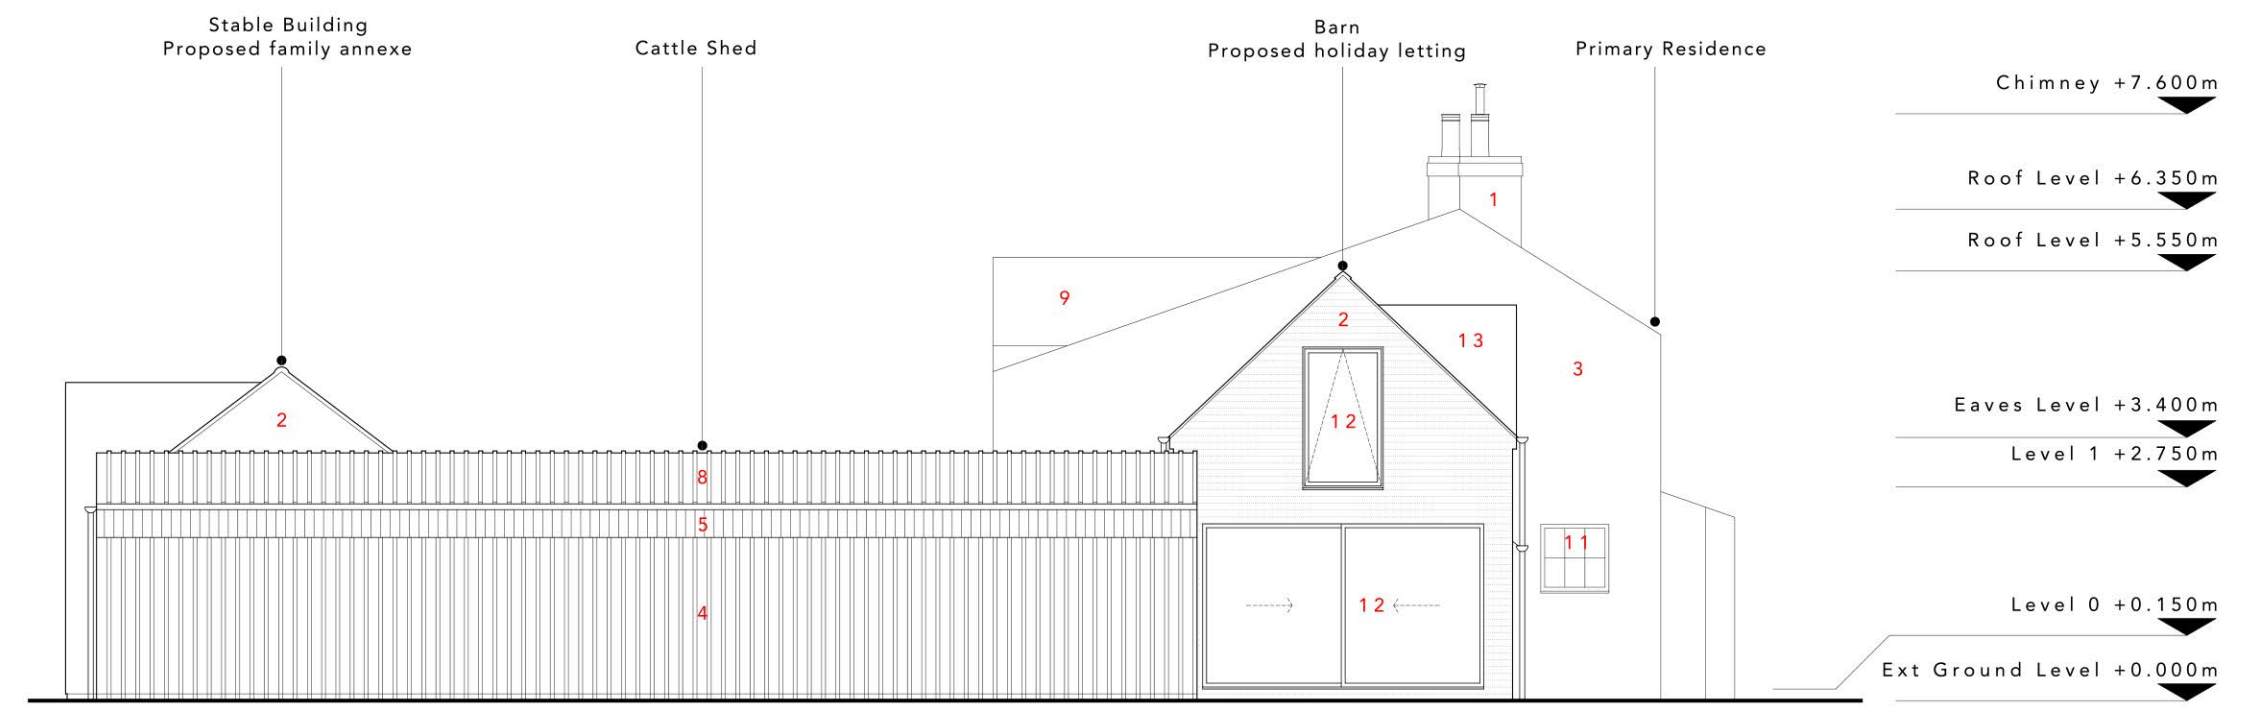 Stable Building
Proposed family annexe
Cattle Shed
Barn
Proposed holiday letting
Primary Residence
Chimney +7.600m
Roof Level +6.350m
Roof Level +5.550m
Eaves Level +3.400m
Level 1 +2.750m
Level 0 +0.150m
Ext Ground Level +0.000m
1
9
2
13
3
2
12
8
5
11
12
4